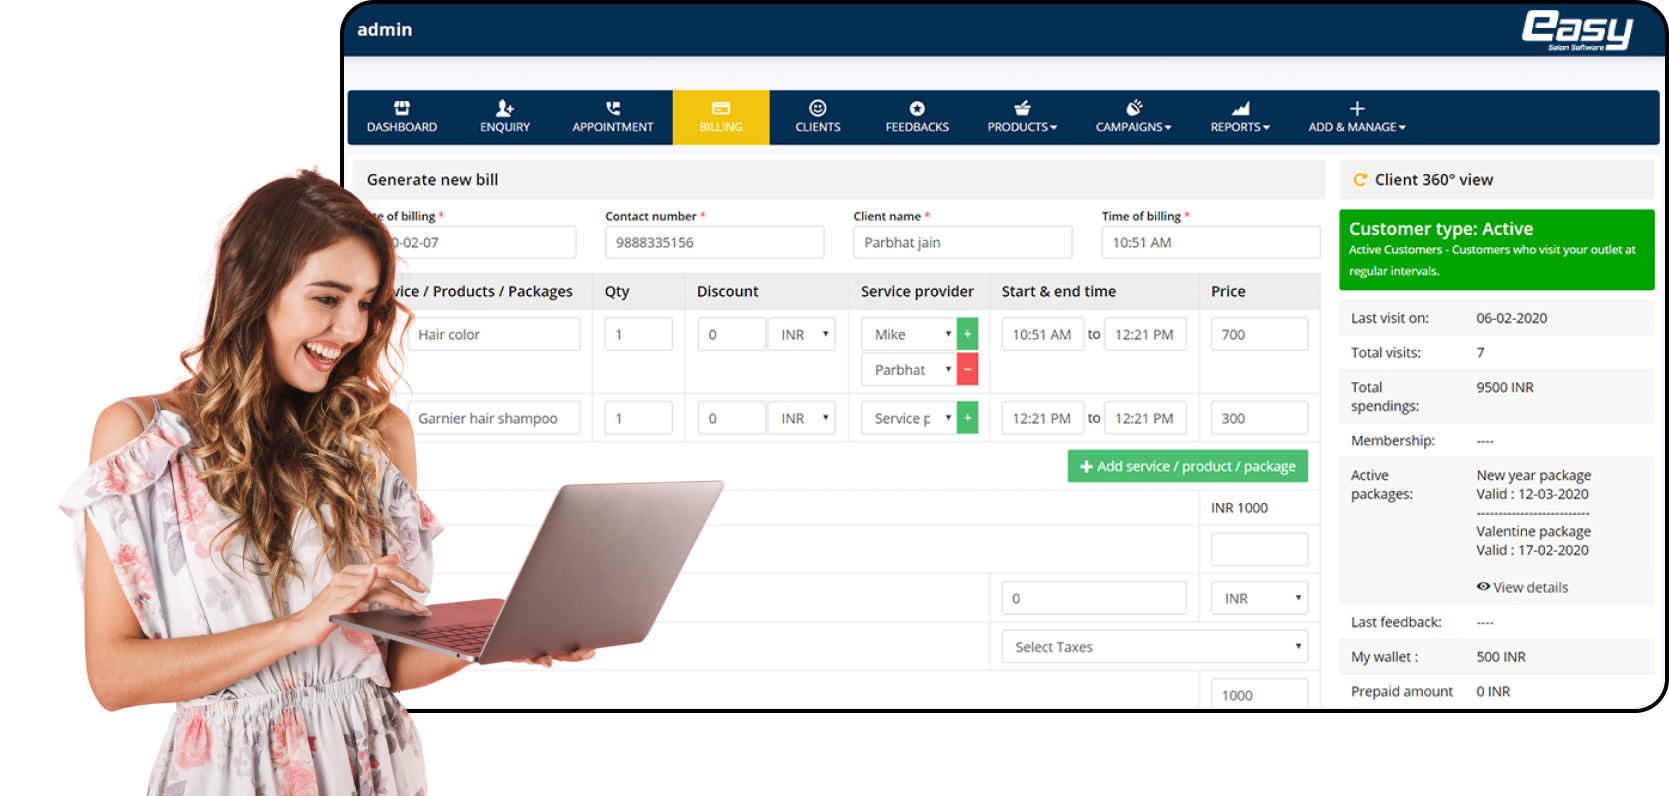 admin
easy
Salon Software
DASHBOARD
ENQUIRY
APPOINTMENT
BILLING
CLIENTS
FEEDBACKS
PRODUCTS
CAMPAIGNS
REPORTS
ADD & MANAGE
Generate new bill
Client 360° view
of billing *
Contact number *
Client name *
Time of billing *
0-02-07
9888335156
Parbhat jain
10:51 AM
Customer type: Active
Active Customers - Customers who visit your outlet at
regular intervals.
/ Products / Packages
Qty
Discount
Service provider
Start & end time
Price
Hair color
1
0
INR
Mike
+
10:51 AM to 12:21 PM
700
Parbhat
-
Garnier hair shampoo
1
0
INR
Service p
+
12:21 PM to 12:21 PM
300
+ Add service / product / package
INR 1000
0
INR
Select Taxes
1000
Last visit on: 06-02-2020
Total visits: 7
Total 9500 INR
spendings:
Membership: ----
Active New year package
packages: Valid : 12-03-2020
--------------------------
Valentine package
Valid : 17-02-2020
View details
Last feedback: ----
My wallet : 500 INR
Prepaid amount 0 INR